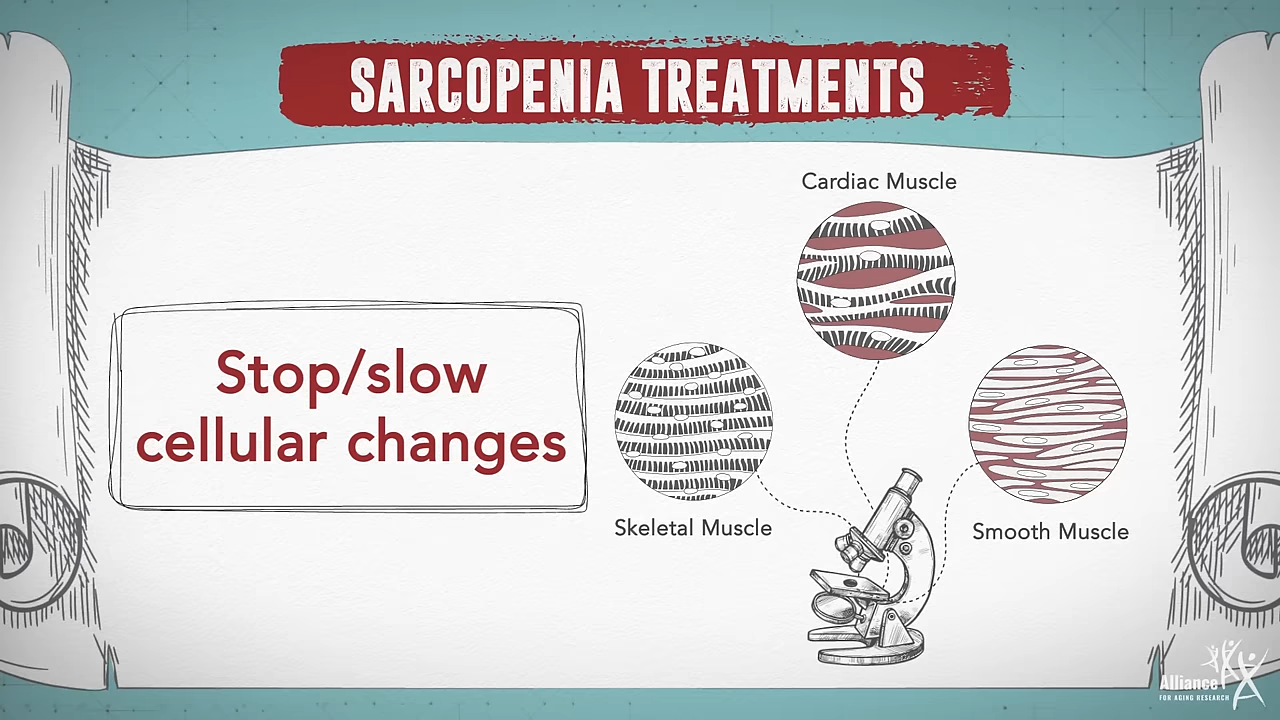 SARCOPENIA TREATMENTS
Cardiac Muscle
Stop/slow
cellular changes
Skeletal Muscle
Smooth Muscle
Alliance
FOR AGING RESEARCH